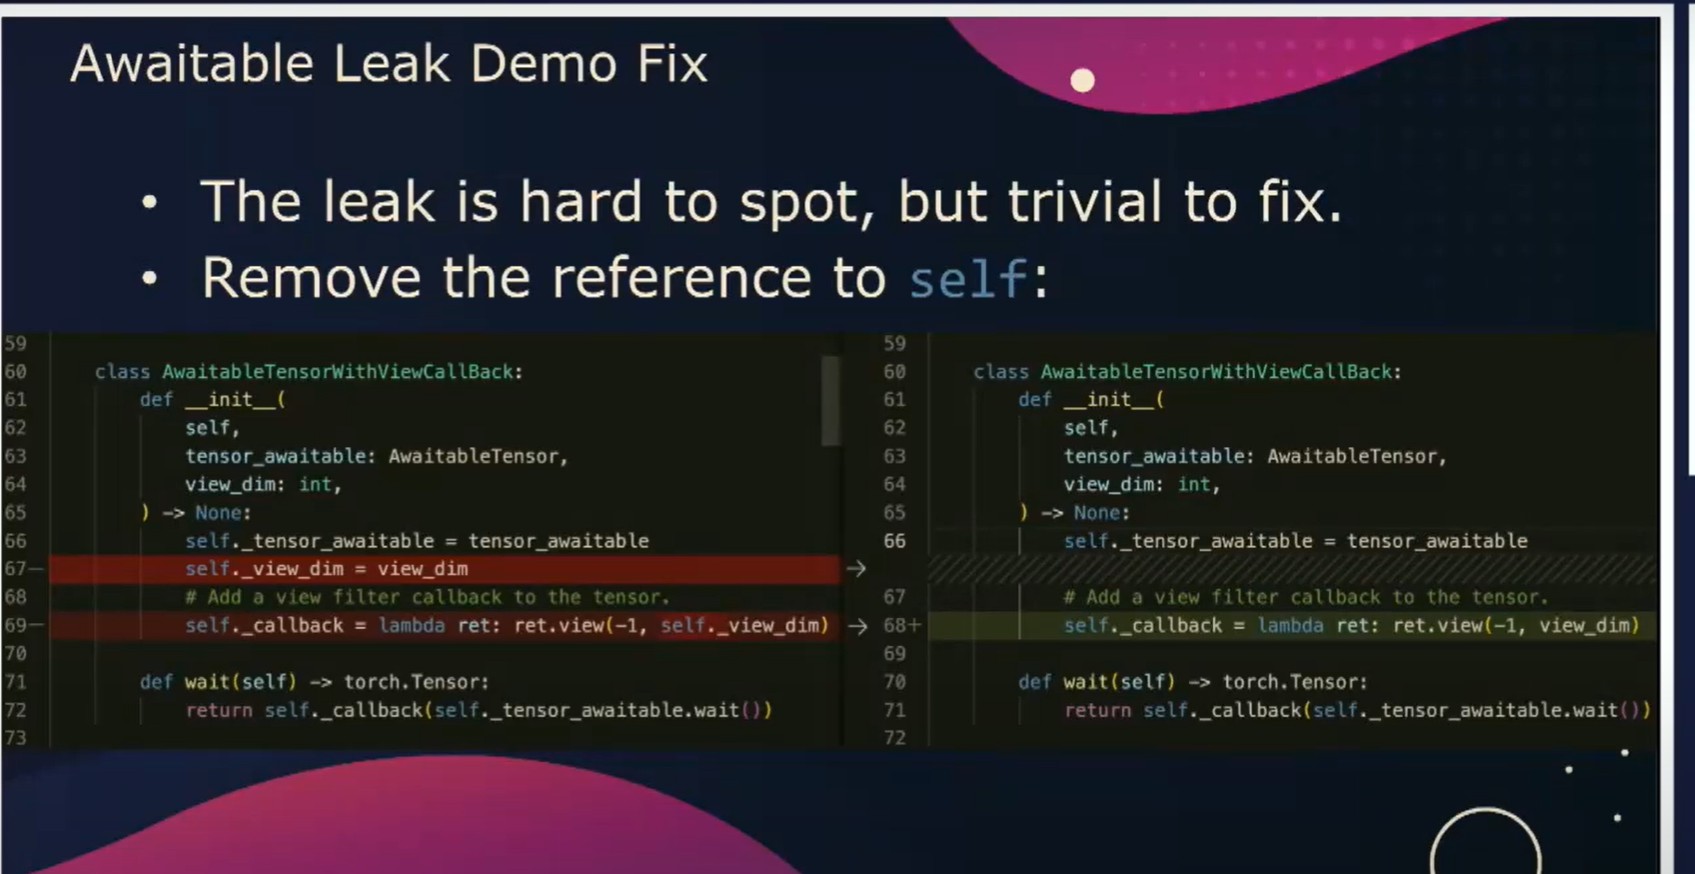 Awaitable Leak Demo Fix
• The leak is hard to spot, but trivial to fix.
• Remove the reference to self:
59
60 class AwaitableTensorWithViewCallBack:
61 def __init__(
62 self,
63 tensor_awaitable: AwaitableTensor,
64 view_dim: int,
65 ) -> None:
66 self._tensor_awaitable = tensor_awaitable
67— self._view_dim = view_dim
68 # Add a view filter callback to the tensor.
69— self._callback = lambda ret: ret.view(-1, self._view_dim)
70
71 def wait(self) -> torch.Tensor:
72 return self._callback(self._tensor_awaitable.wait())
73
59
60 class AwaitableTensorWithViewCallBack:
61 def __init__(
62 self,
63 tensor_awaitable: AwaitableTensor,
64 view_dim: int,
65 ) -> None:
66 self._tensor_awaitable = tensor_awaitable
67 # Add a view filter callback to the tensor.
68+ self._callback = lambda ret: ret.view(-1, view_dim)
69
70 def wait(self) -> torch.Tensor:
71 return self._callback(self._tensor_awaitable.wait())
72